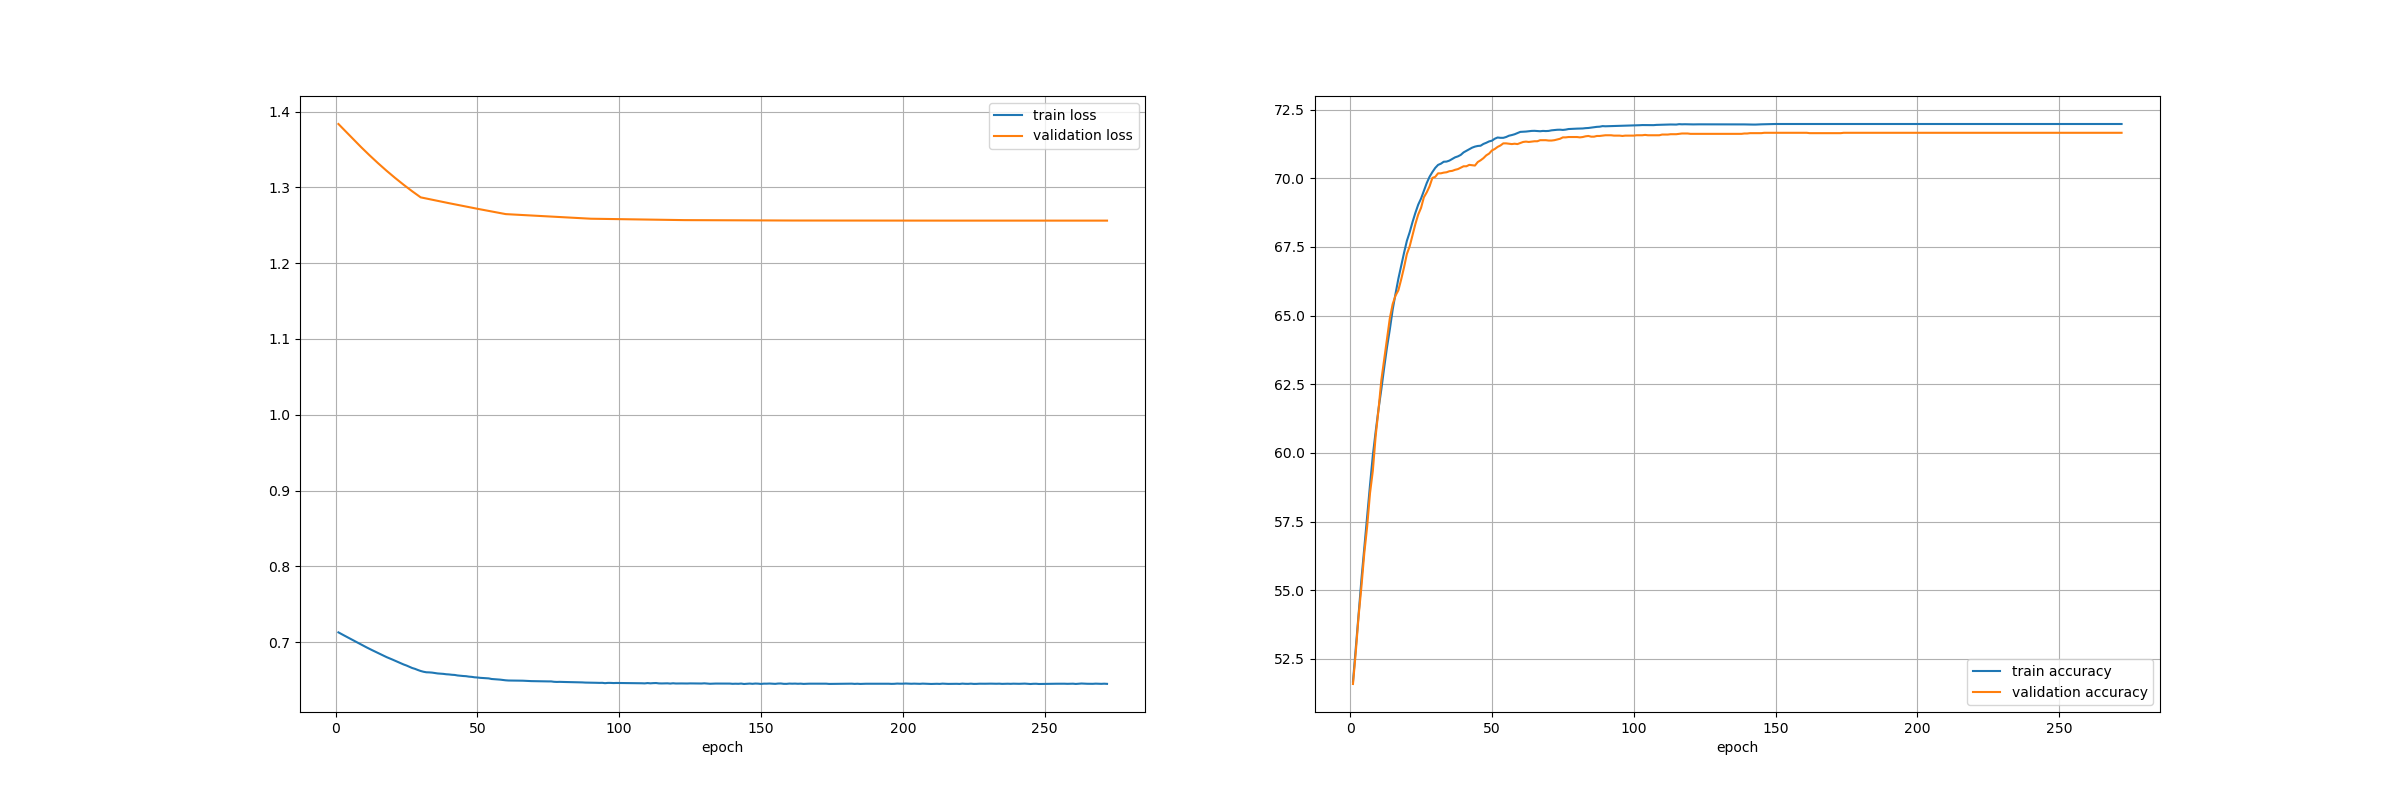 1.4
1.3
1.2
1.1
1.0
0.9
0.8
0.7
0 50 100 150 200 250
epoch
train loss
validation loss
72.5
70.0
67.5
65.0
62.5
60.0
57.5
55.0
52.5
0 50 100 150 200 250
epoch
train accuracy
validation accuracy